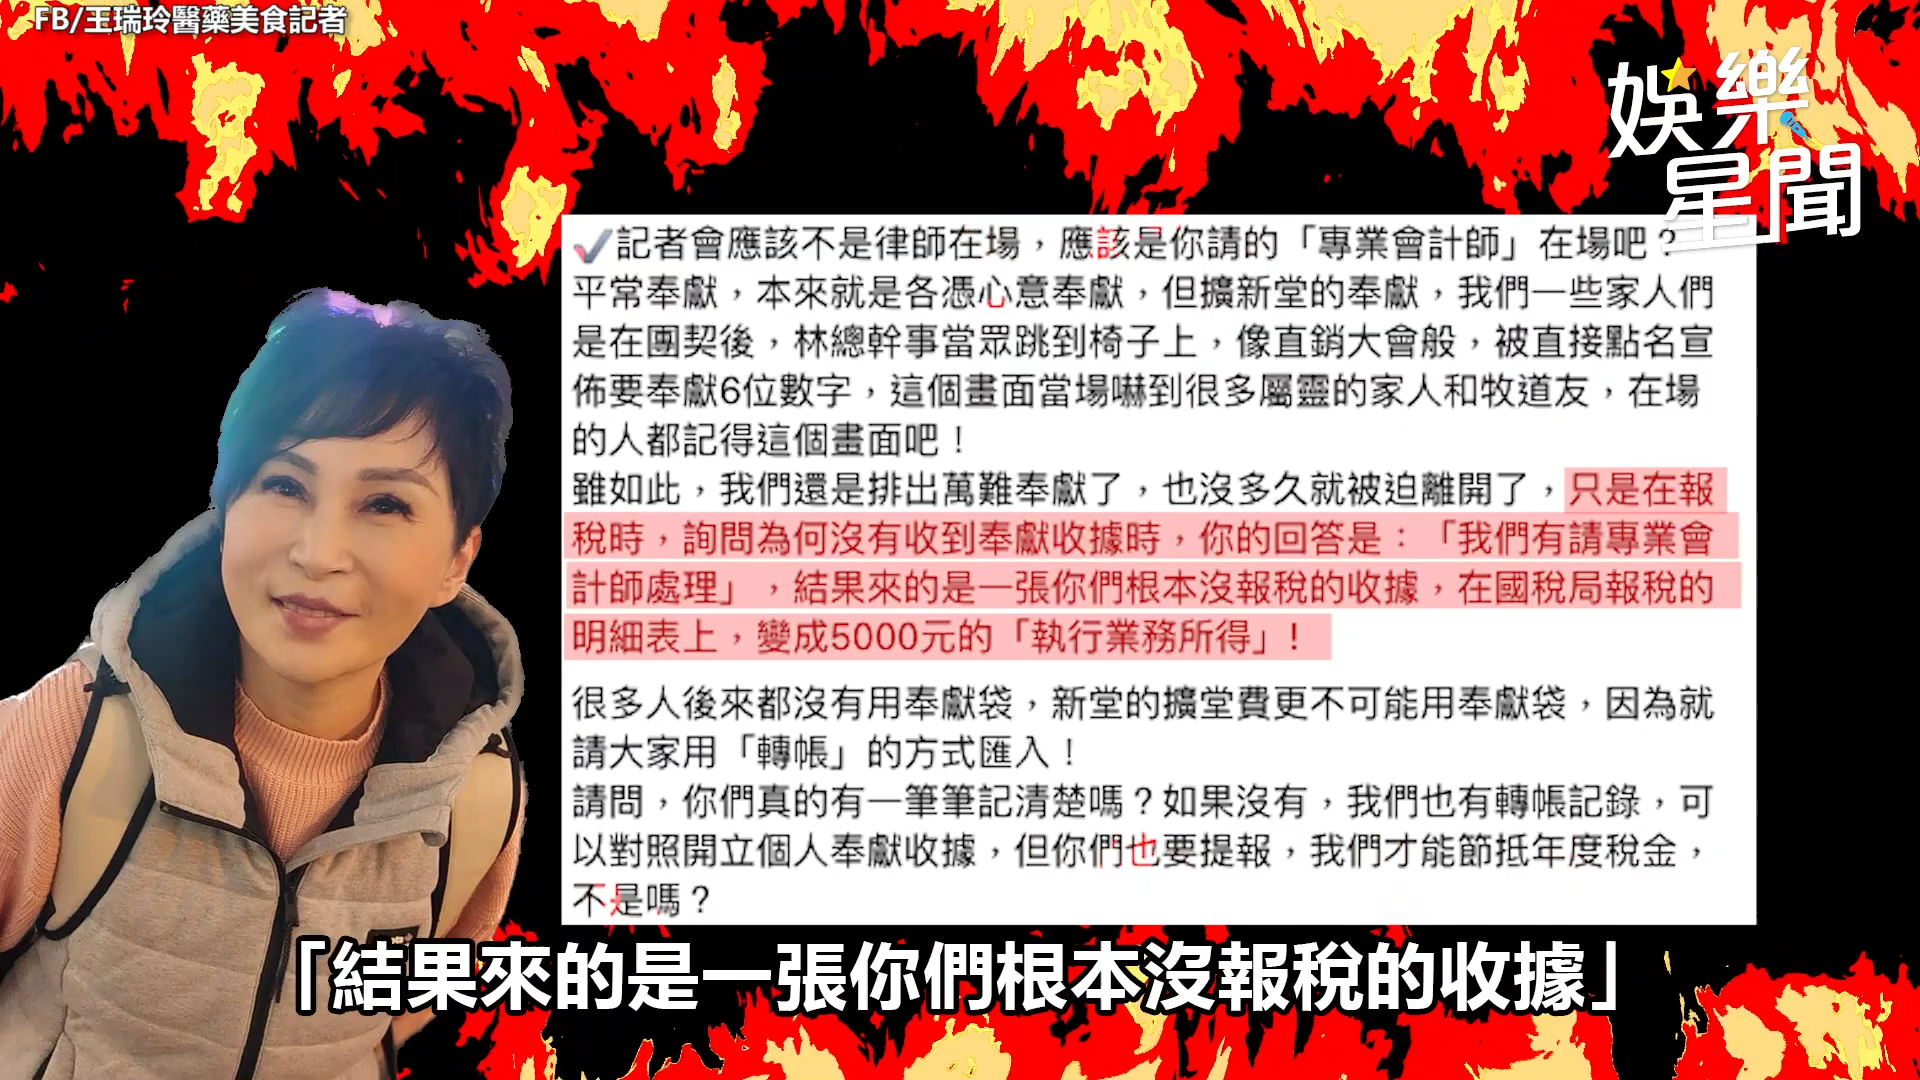 FB/王瑞玲醫藥美食記者
娛樂
星聞
✔記者會應該不是律師在場，應該是你請的「專業會計師」在場吧？
平常奉獻，本來就是各憑心意奉獻，但擴新堂的奉獻，我們一些家人們
是在團契後，林總幹事當眾跳到椅子上，像直銷大會般，被直接點名宣
佈要奉獻6位數字，這個畫面當場嚇到很多屬靈的家人和牧道友，在場
的人都記得這個畫面吧！
雖如此，我們還是排出萬難奉獻了，也沒多久就被迫離開了，只是在報
稅時，詢問為何沒有收到奉獻收據時，你的回答是：「我們有請專業會
計師處理」，結果來的是一張你們根本沒報稅的收據，在國稅局報稅的
明細表上，變成5000元的「執行業務所得」!
很多人後來都沒有用奉獻袋，新堂的擴堂費更不可能用奉獻袋，因為就
請大家用「轉帳」的方式匯入！
請問，你們真的有一筆筆記清楚嗎？如果沒有，我們也有轉帳記錄，可
以對照開立個人奉獻收據，但你們也要提報，我們才能節抵年度稅金，
不是嗎？
「結果來的是一張你們根本沒報稅的收據」